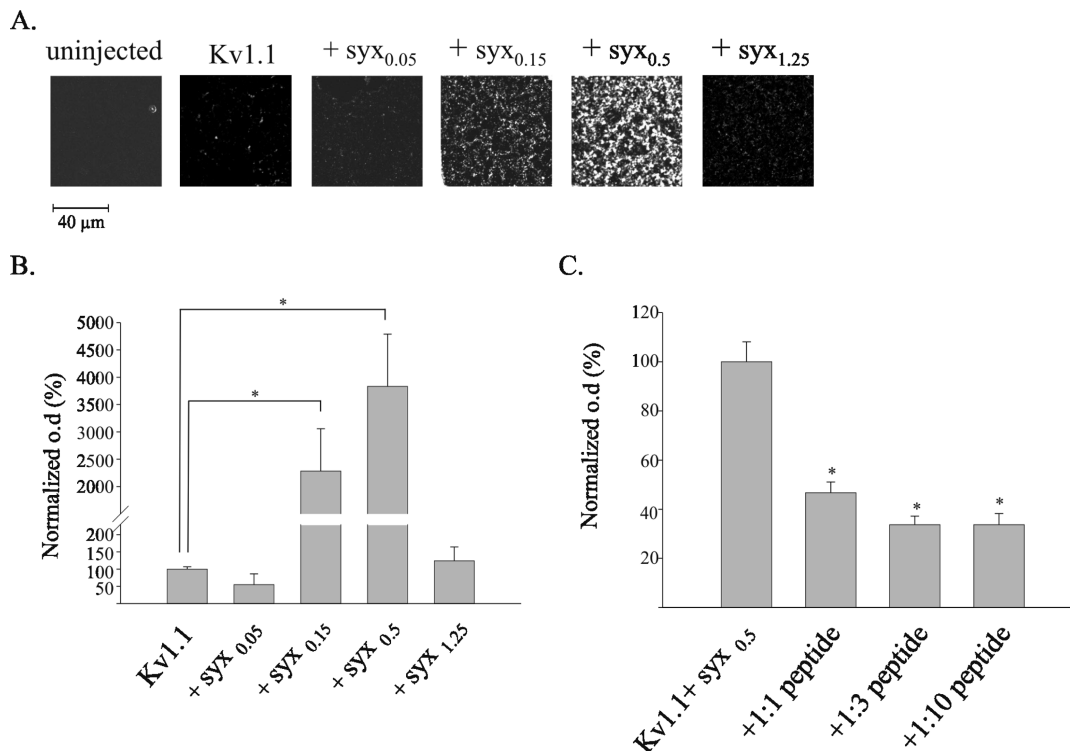 A.
uninjected Kv1.1 + syx0.05 + syx0.15 + syx0.5 + syx1.25
40 μm
B.
*
*
Normalized o.d (%)
5000
4500
4000
3500
3000
2500
2000
200
150
100
50
Kv1.1 + syx 0.05 + syx 0.15 + syx 0.5 + syx 1.25
C.
Normalized o.d (%)
120
100
80
60
40
20
* * *
Kv1.1+ syx 0.5 +1:1 peptide +1:3 peptide +1:10 peptide